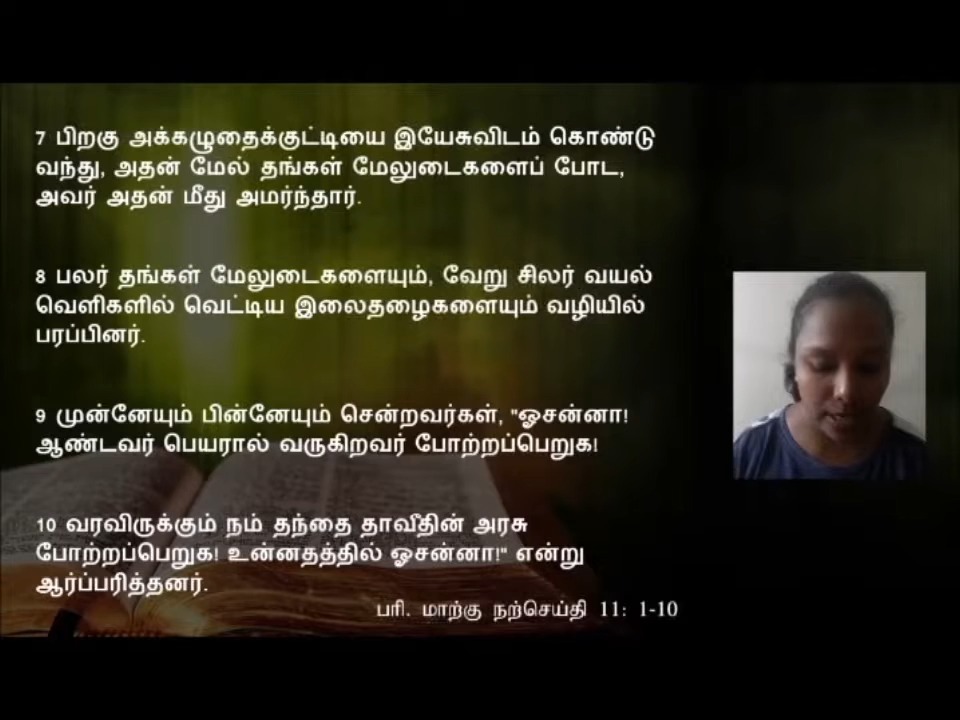 7 பிறகு அக்கழுதைக்குட்டியை இயேசுவிடம் கொண்டு
வந்து, அதன் மேல் தங்கள் மேலுடைகளைப் போட,
அவர் அதன் மீது அமர்ந்தார்.
8 பலர் தங்கள் மேலுடைகளையும், வேறு சிலர் வயல்
வெளிகளில் வெட்டிய இலைதழைகளையும் வழியில்
பரப்பினர்.
9 முன்னேயும் பின்னேயும் சென்றவர்கள், "ஓசன்னா!
ஆண்டவர் பெயரால் வருகிறவர் போற்றப்பெறுக!
10 வரவிருக்கும் நம் தந்தை தாவீதின் அரசு
போற்றப்பெறுக! உன்னதத்தில் ஓசன்னா!" என்று
ஆர்ப்பரித்தனர்.
பரி. மாற்கு நற்செய்தி 11: 1-10